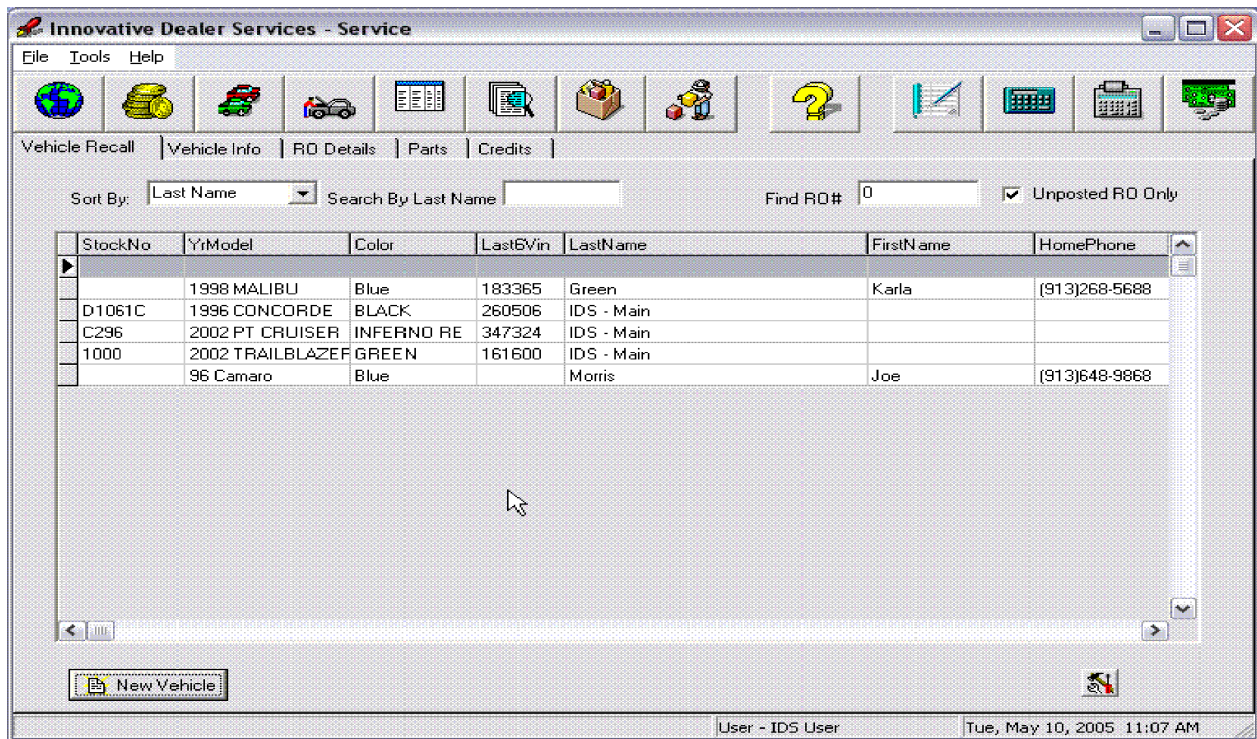 Innovative Dealer Services - Service
File Tools Help
Vehicle Recall Vehicle Info RO Details Parts Credits
Sort By: Last Name Search By Last Name Find RO# 0 Unposted RO Only
StockNo YrModel Color Last6Vin LastName FirstName HomePhone
1998 MALIBU Blue 183365 Green Karla (913)268-5688
D1061C 1996 CONCORDE BLACK 260506 IDS - Main
C296 2002 PT CRUISER INFERNO RE 347324 IDS - Main
1000 2002 TRAILBLAZER GREEN 161600 IDS - Main
96 Camaro Blue Morris Joe (913)648-9868
New Vehicle
User - IDS User Tue, May 10, 2005 11:07 AM